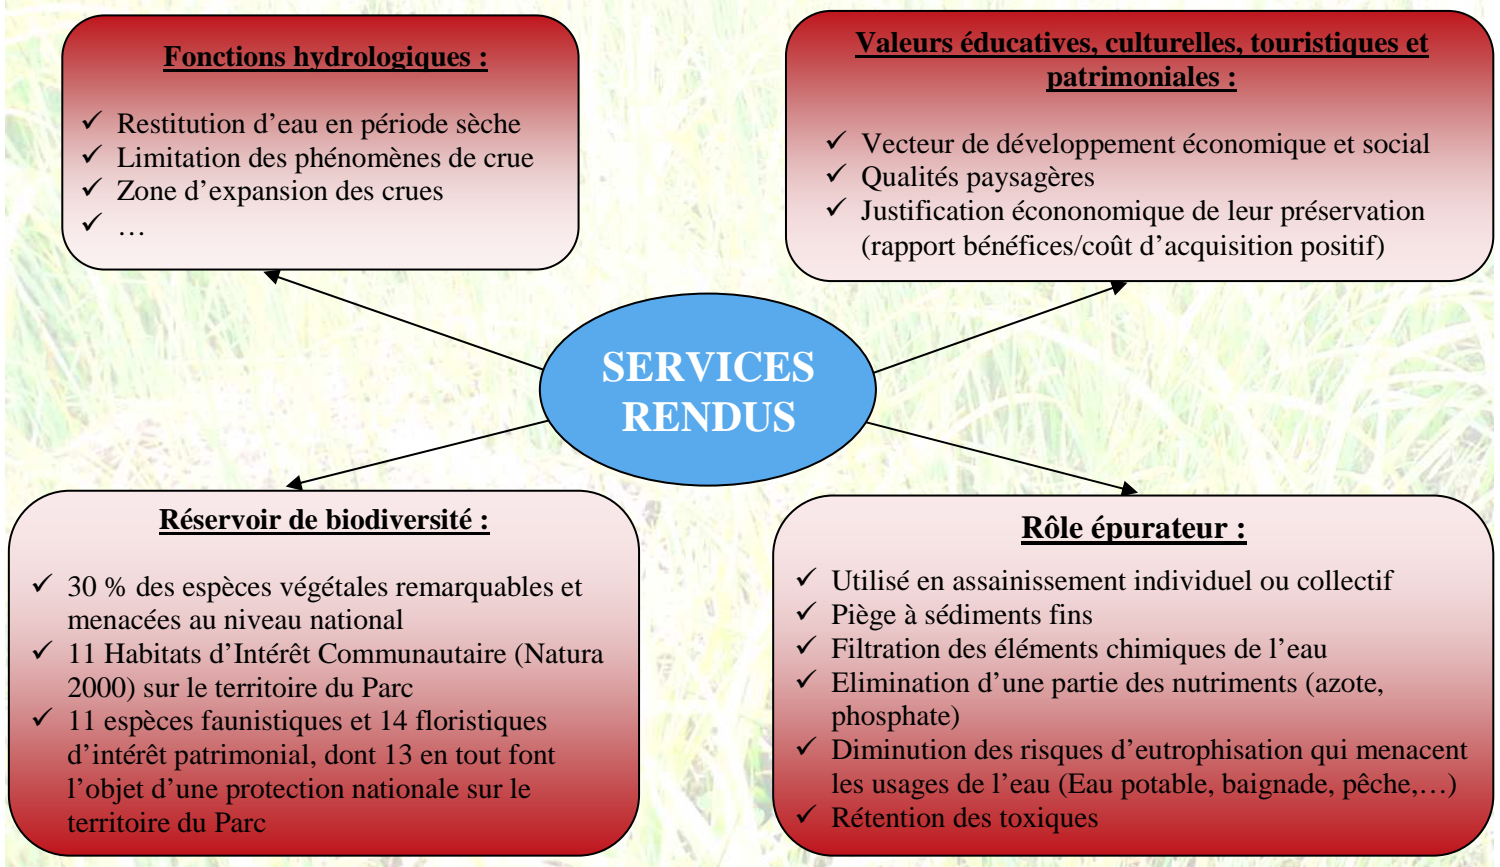 Fonctions hydrologiques :
✓ Restitution d’eau en période sèche
✓ Limitation des phénomènes de crue
✓ Zone d’expansion des crues
✓ …
Valeurs éducatives, culturelles, touristiques et
patrimoniales :
✓ Vecteur de développement économique et social
✓ Qualités paysagères
✓ Justification écononomique de leur préservation
(rapport bénéfices/coût d’acquisition positif)
SERVICES
RENDUS
Réservoir de biodiversité :
✓ 30 % des espèces végétales remarquables et
menacées au niveau national
✓ 11 Habitats d’Intérêt Communautaire (Natura
2000) sur le territoire du Parc
✓ 11 espèces faunistiques et 14 floristiques
d’intérêt patrimonial, dont 13 en tout font
l’objet d’une protection nationale sur le
territoire du Parc
Rôle épurateur :
✓ Utilisé en assainissement individuel ou collectif
✓ Piège à sédiments fins
✓ Filtration des éléments chimiques de l’eau
✓ Elimination d’une partie des nutriments (azote,
phosphate)
✓ Diminution des risques d’eutrophisation qui menacent
les usages de l’eau (Eau potable, baignade, pêche,…)
✓ Rétention des toxiques